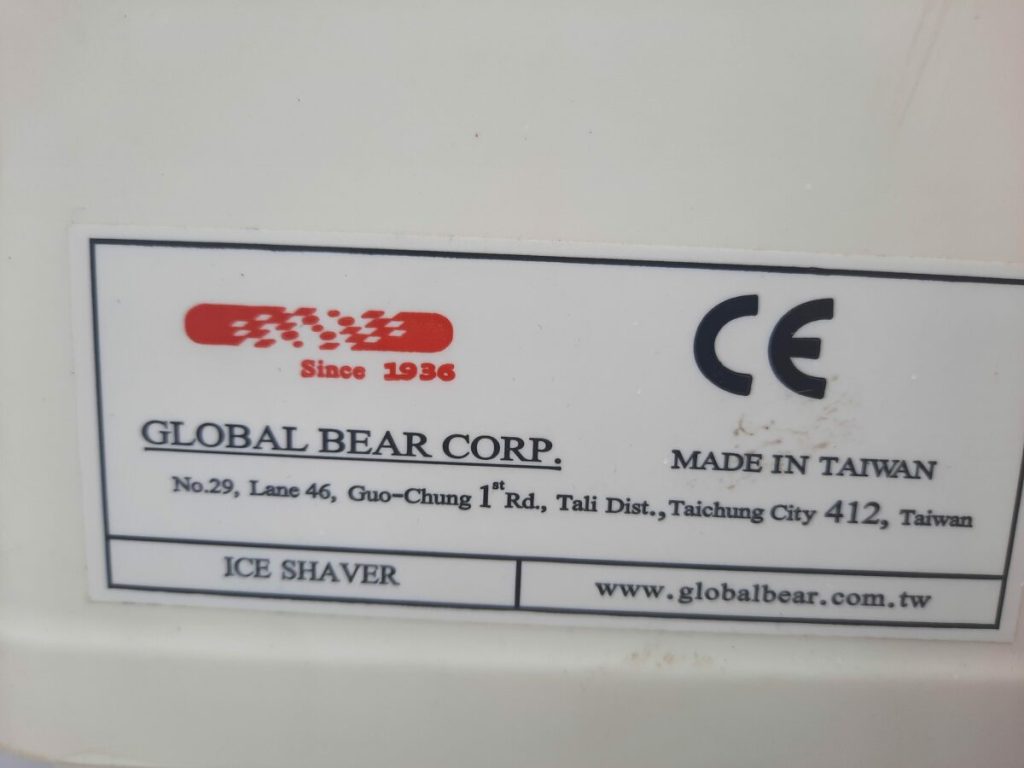 Since 1936
CE
GLOBAL BEAR CORP.
MADE IN TAIWAN
No.29, Lane 46, Guo-Chung 1st Rd., Tali Dist., Taichung City 412, Taiwan
ICE SHAVER
www.globalbear.com.tw